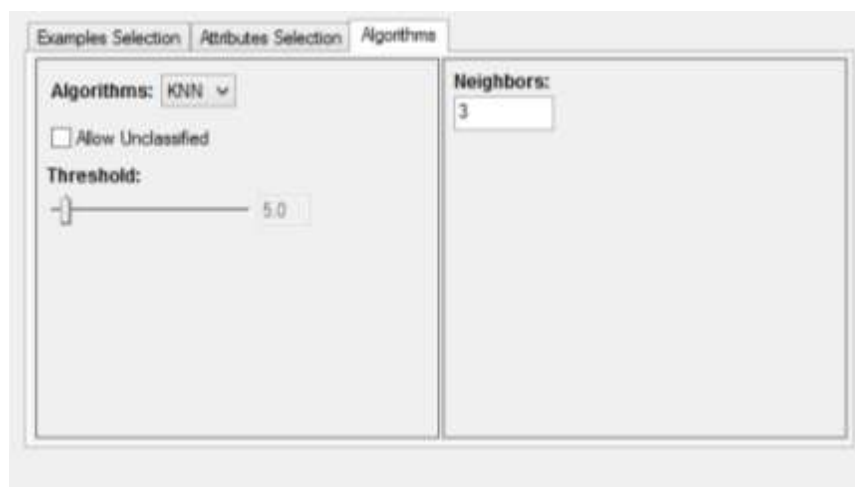 Examples Selection Attributes Selection Algorithms
Algorithms: KNN
Allow Unclassified
Threshold:
5.0
Neighbors:
3